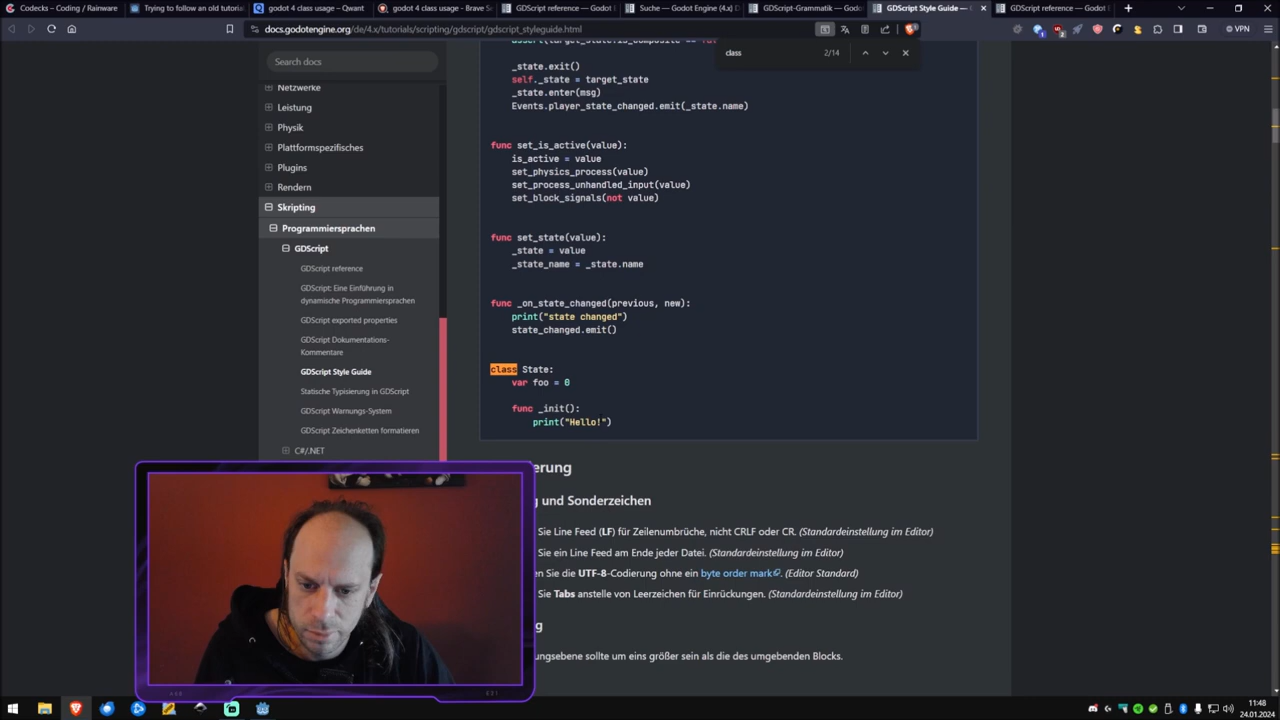 Codecks – Coding / Rainware
Trying to follow an old tutori
godot 4 class usage – Qwant
godot 4 class usage - Brave S
GDScript reference — Godot
Suche — Godot Engine (4.x) D
GDScript-Grammatik — Godo
GDScript Style Guide —
GDScript reference — Godot
docs.godotengine.org/de/4.x/tutorials/scripting/gdscript/gdscript_styleguide.html
VPN
class
2/14
Search docs
Netzwerke
Leistung
Physik
Plattformspezifisches
Plugins
Rendern
Skripting
Programmiersprachen
GDScript
GDScript reference
GDScript: Eine Einführung in
dynamische Programmiersprachen
GDScript exported properties
GDScript Dokumentations-
Kommentare
GDScript Style Guide
Statische Typisierung in GDScript
GDScript Warnungs-System
GDScript Zeichenketten formatieren
C#/.NET
_state.exit()
self._state = target_state
_state.enter(msg)
Events.player_state_changed.emit(_state.name)
func set_is_active(value):
is_active = value
set_physics_process(value)
set_process_unhandled_input(value)
set_block_signals(not value)
func set_state(value):
_state = value
_state_name = _state.name
func _on_state_changed(previous, new):
print("state changed")
state_changed.emit()
class State:
var foo = 0
func _init():
print("Hello!")
erung
und Sonderzeichen
Sie Line Feed (LF) für Zeilenumbrüche, nicht CRLF oder CR. (Standardeinstellung im Editor)
Sie ein Line Feed am Ende jeder Datei. (Standardeinstellung im Editor)
n Sie die UTF-8-Codierung ohne ein byte order mark. (Editor Standard)
Sie Tabs anstelle von Leerzeichen für Einrückungen. (Standardeinstellung im Editor)
g
ungsebene sollte um eins größer sein als die des umgebenden Blocks.
11:48
24.01.2024